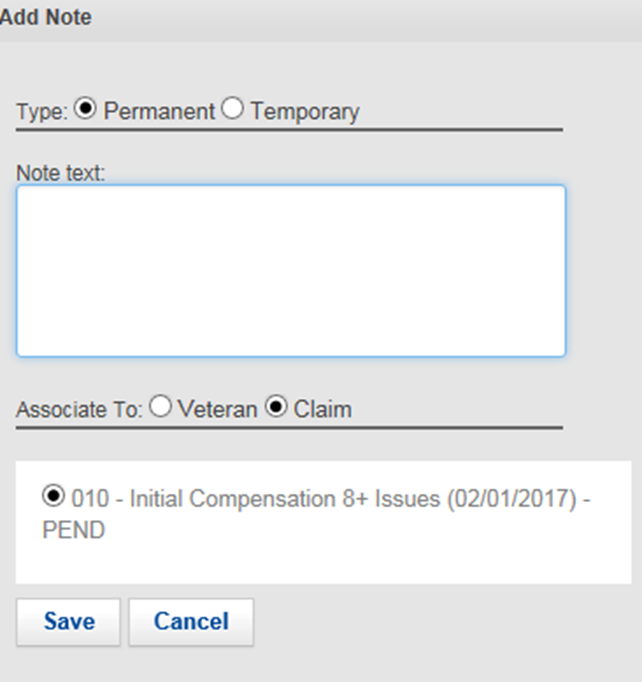 Add Note
Type: Permanent Temporary
Note text:
Associate To: Veteran Claim
010 - Initial Compensation 8+ Issues (02/01/2017) -
PEND
Save Cancel